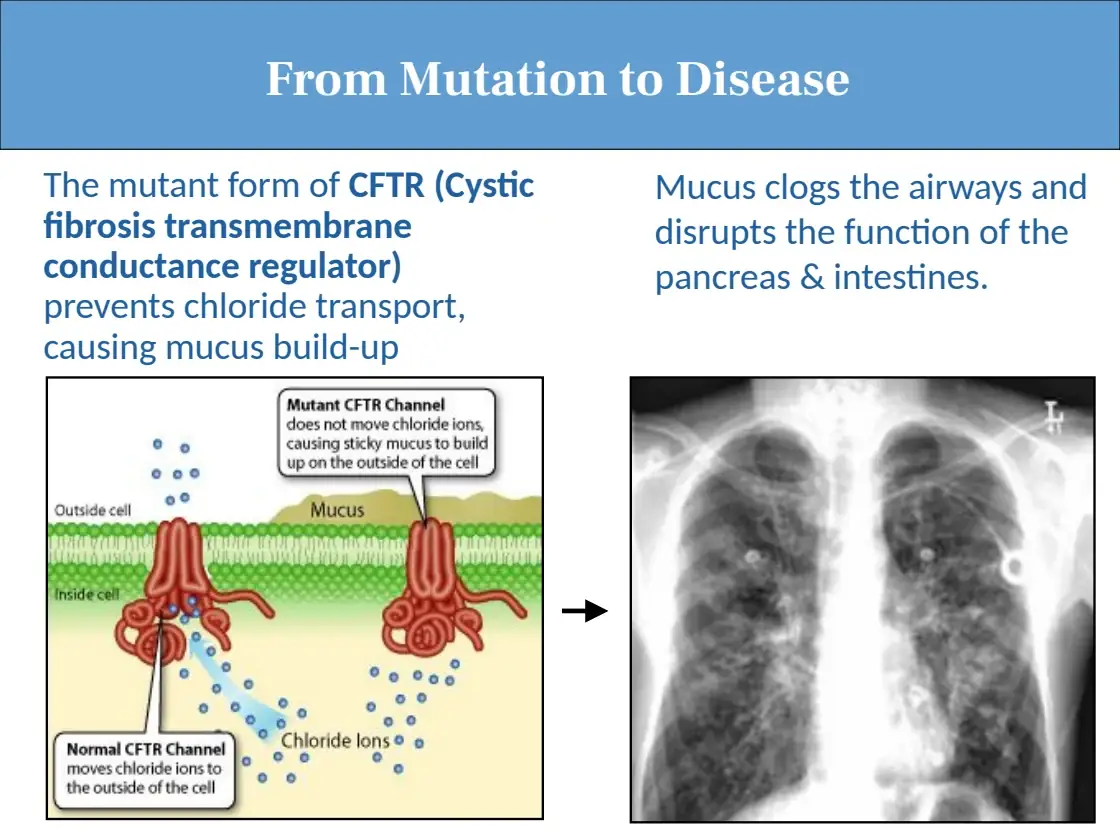 From Mutation to Disease
The mutant form of CFTR (Cystic
fibrosis transmembrane
conductance regulator)
prevents chloride transport,
causing mucus build-up
Mucus clogs the airways and
disrupts the function of the
pancreas & intestines.
Mutant CFTR Channel
does not move chloride ions,
causing sticky mucus to build
up on the outside of the cell
Outside cell
Mucus
Inside cell
Chloride Ions
Normal CFTR Channel
moves chloride ions to
the outside of the cell
L